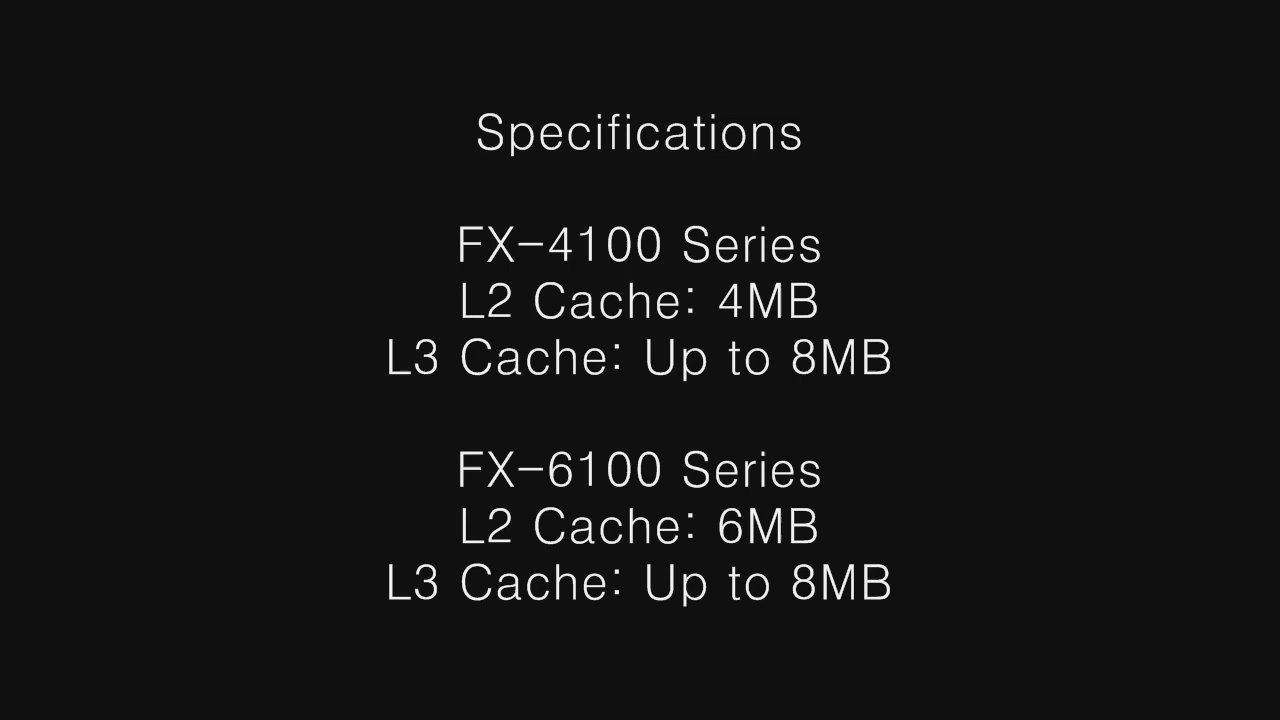 Specifications
FX-4100 Series
L2 Cache: 4MB
L3 Cache: Up to 8MB
FX-6100 Series
L2 Cache: 6MB
L3 Cache: Up to 8MB